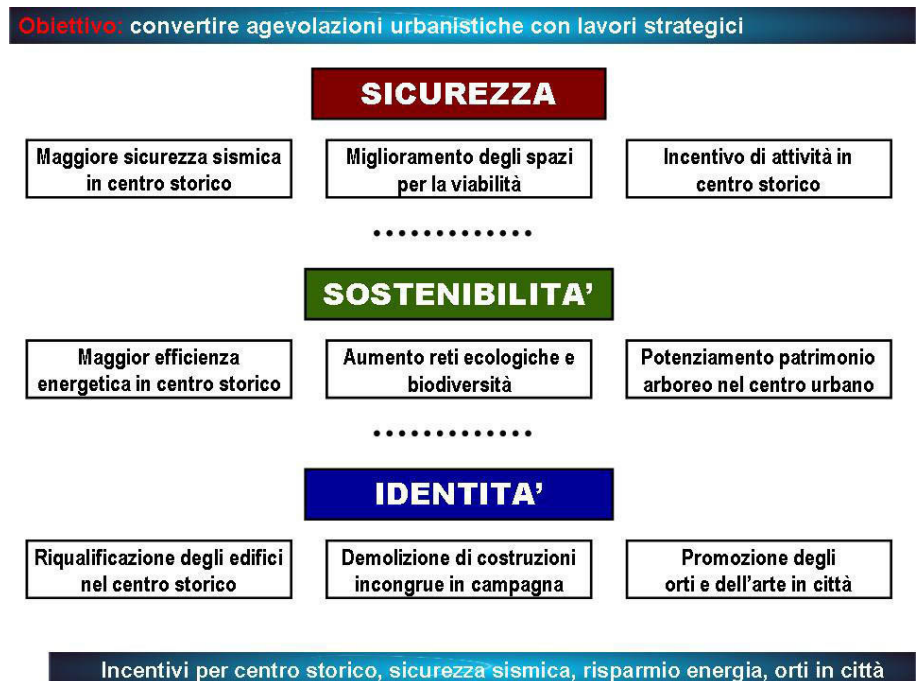 Obiettivo: convertire agevolazioni urbanistiche con lavori strategici
SICUREZZA
Maggiore sicurezza sismica
in centro storico
Miglioramento degli spazi
per la viabilità
Incentivo di attività in
centro storico
SOSTENIBILITA’
Maggior efficienza
energetica in centro storico
Aumento reti ecologiche e
biodiversità
Potenziamento patrimonio
arboreo nel centro urbano
IDENTITA’
Riqualificazione degli edifici
nel centro storico
Demolizione di costruzioni
incongrue in campagna
Promozione degli
orti e dell’arte in città
Incentivi per centro storico, sicurezza sismica, risparmio energia, orti in città